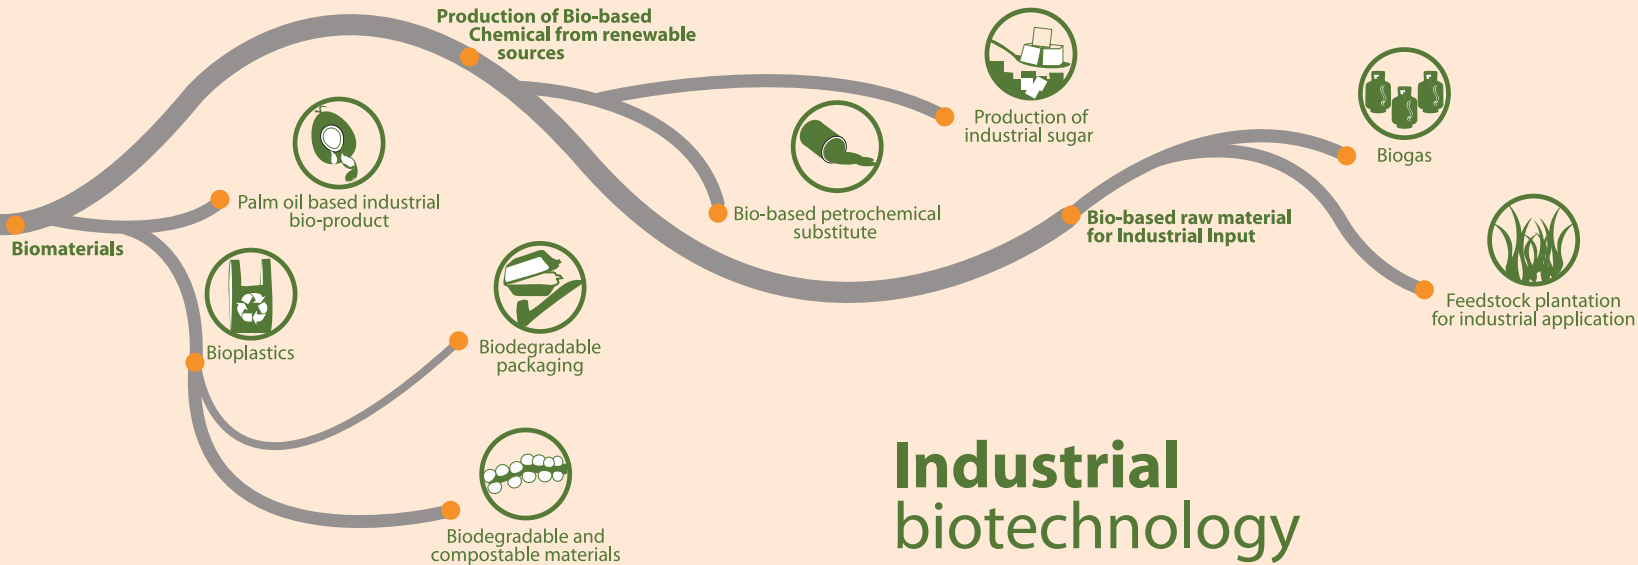 Production of Bio-based
Chemical from renewable
sources
Production of
industrial sugar
Biogas
Palm oil based industrial
bio-product
Bio-based petrochemical
substitute
Bio-based raw material
for Industrial Input
Biomaterials
Feedstock plantation
for industrial application
Bioplastics
Biodegradable
packaging
Biodegradable and
compostable materials
Industrial
biotechnology